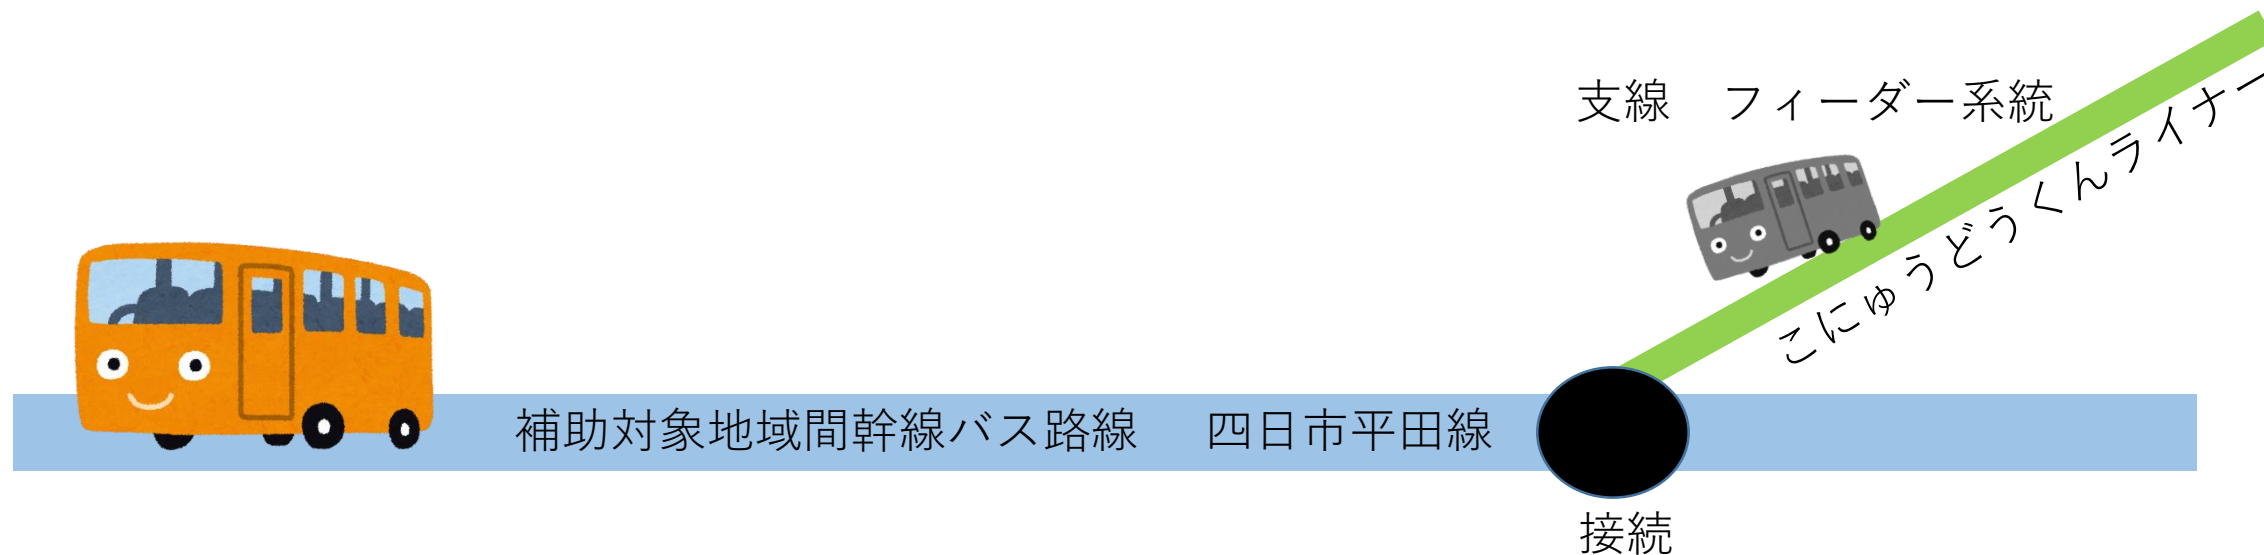 支線　フィーダー系統
こにゅうどうくんライナー
補助対象地域間幹線バス路線　四日市平田線
接続